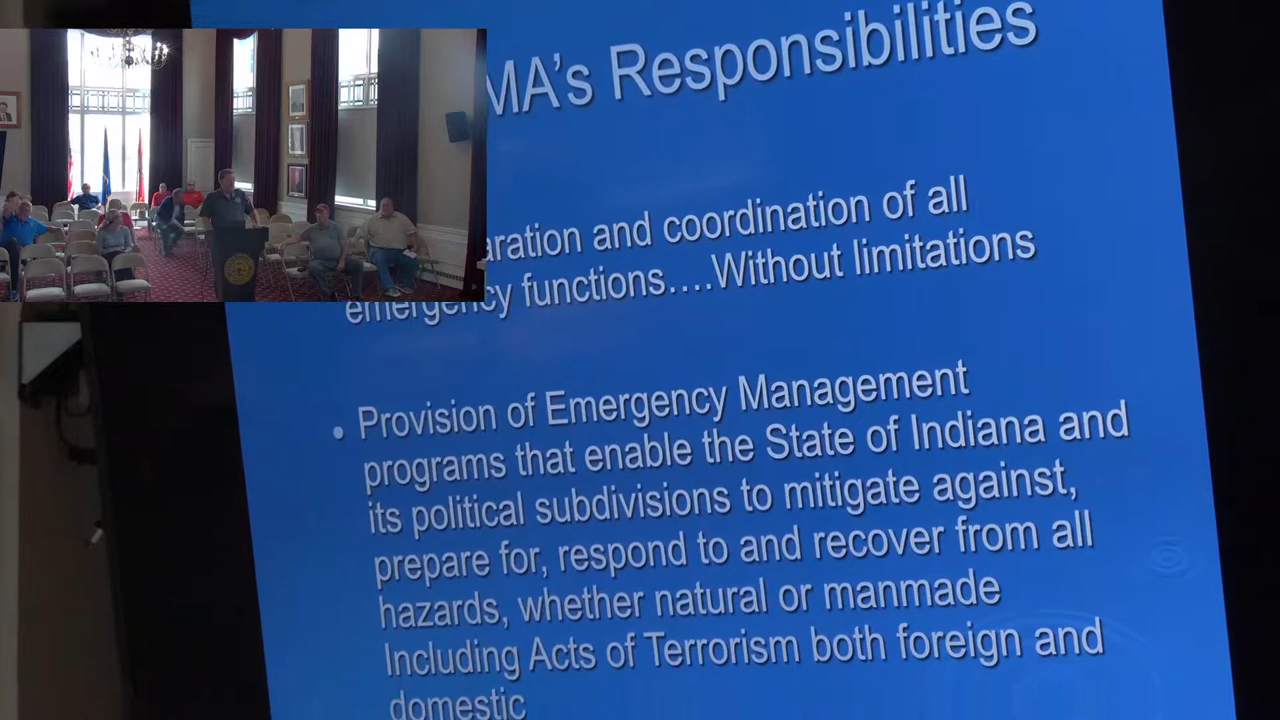 MA's Responsibilities
aration and coordination of all
emergency functions....Without limitations
• Provision of Emergency Management
programs that enable the State of Indiana and
its political subdivisions to mitigate against,
prepare for, respond to and recover from all
hazards, whether natural or manmade
Including Acts of Terrorism both foreign and
domestic